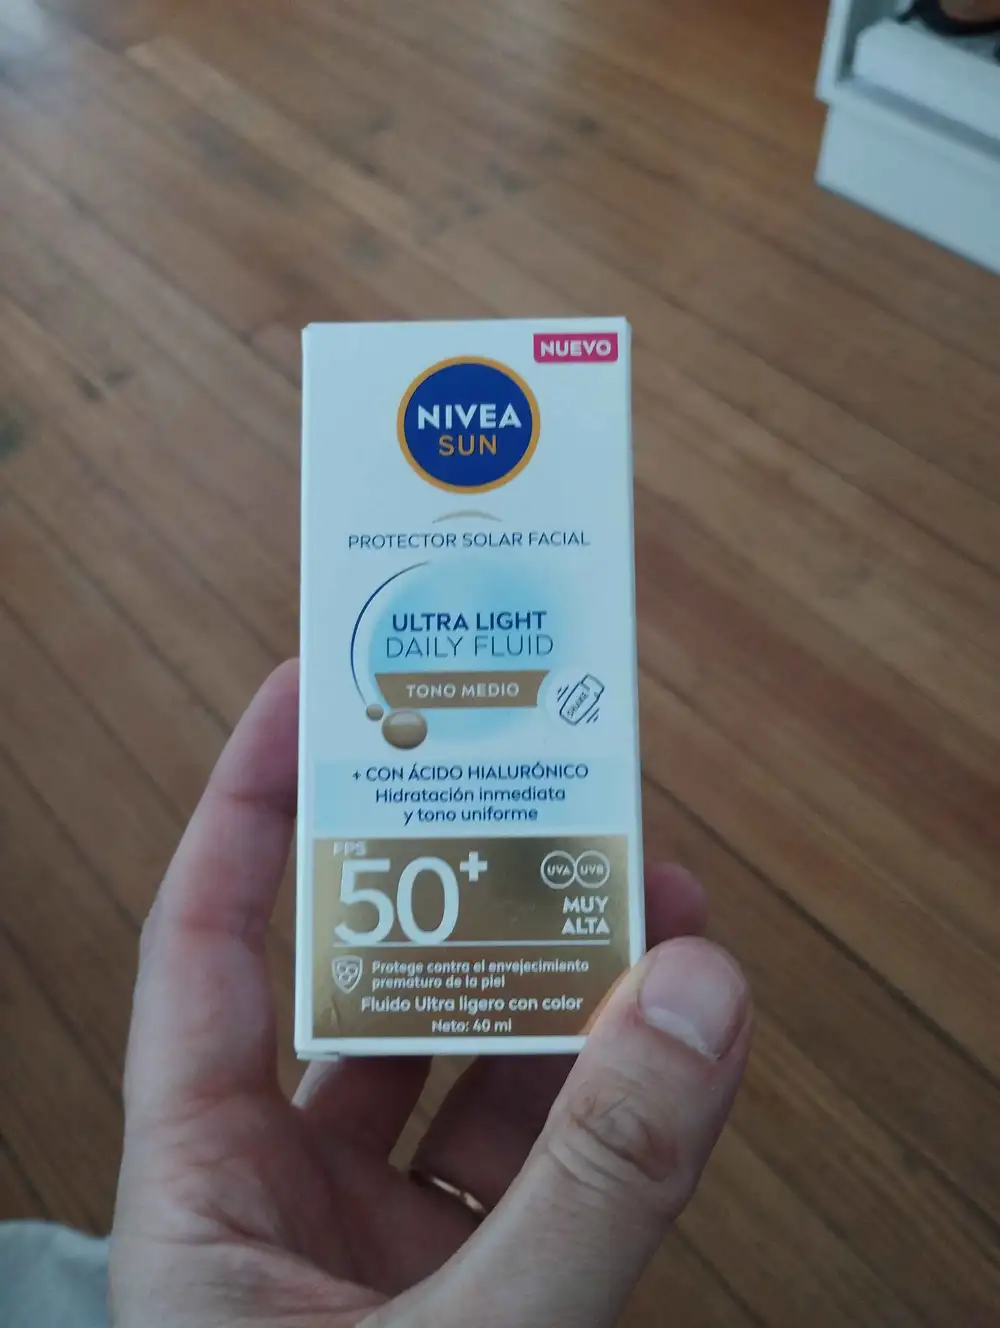 NUEVO
NIVEA
SUN
PROTECTOR SOLAR FACIAL
ULTRA LIGHT
DAILY FLUID
TONO MEDIO
SHAKE
+ CON ÁCIDO HIALURÓNICO
Hidratación inmediata
y tono uniforme
FPS
50+
UVA UVB
MUY
ALTA
Protege contra el envejecimiento
prematuro de la piel
Fluido Ultra ligero con color
Neto: 40 ml